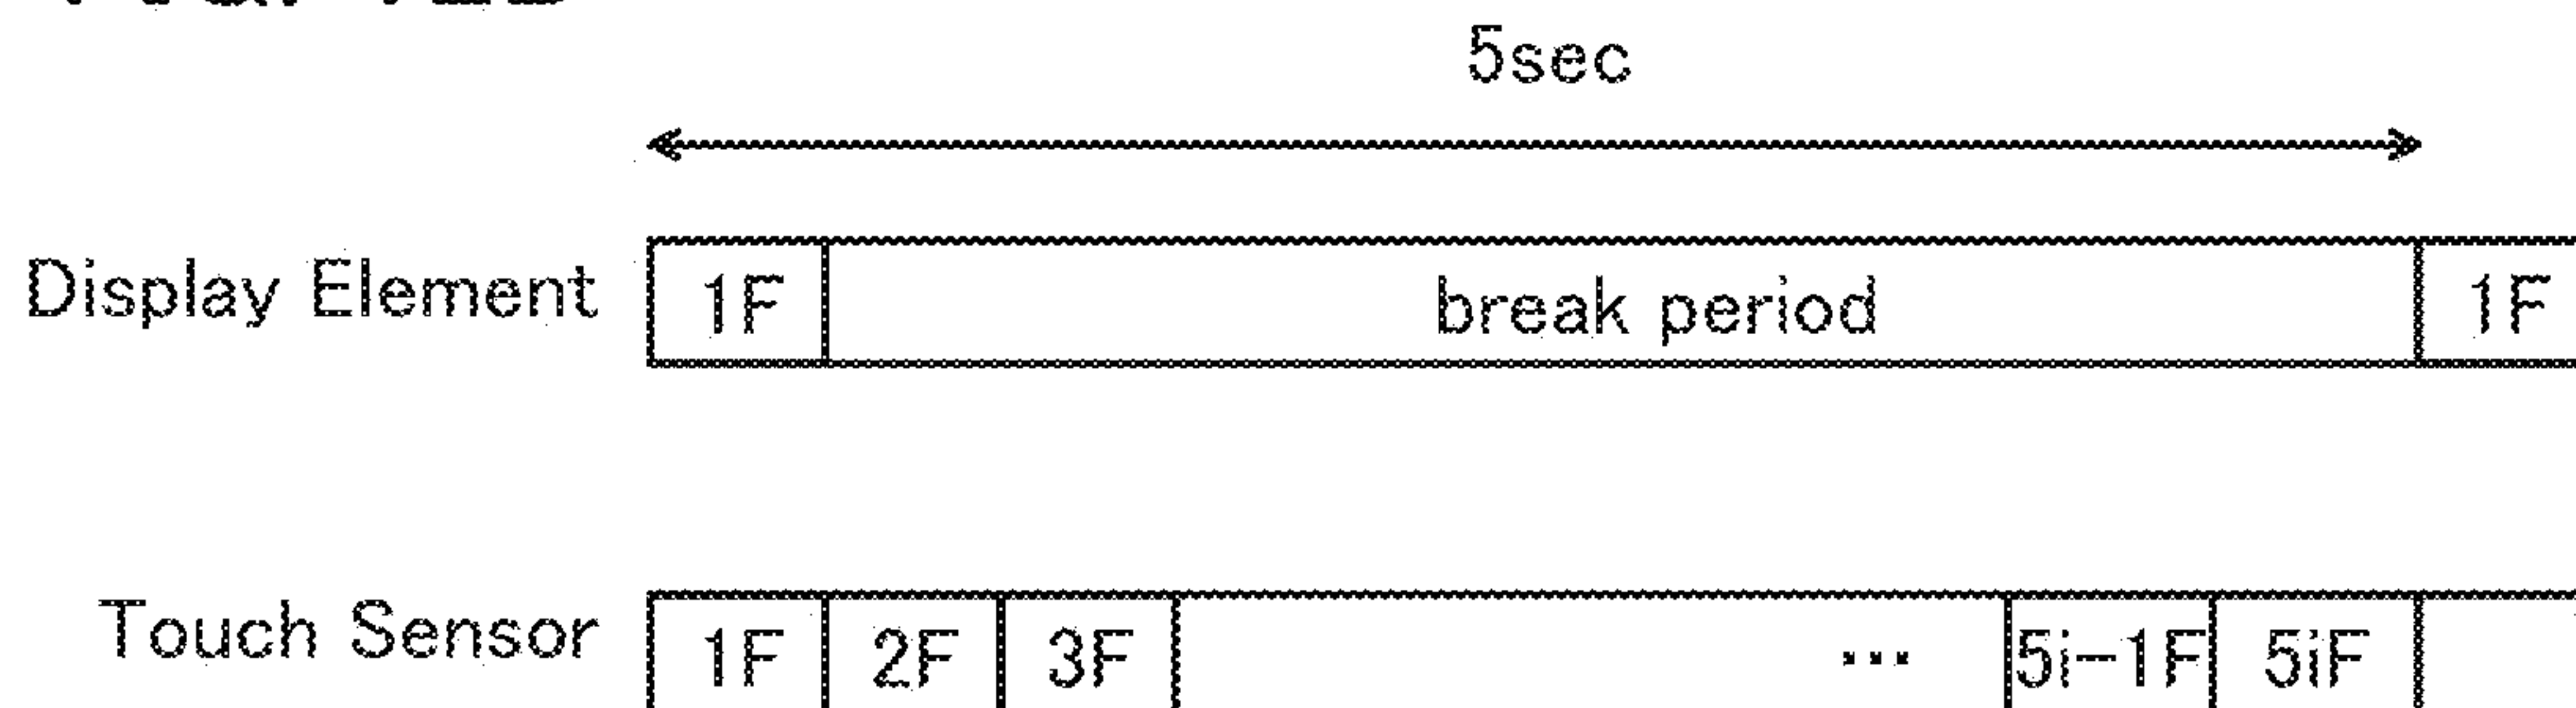 5sec
Display Element 1F break period 1F
Touch Sensor 1F 2F 3F ... 5i-1F 5iF